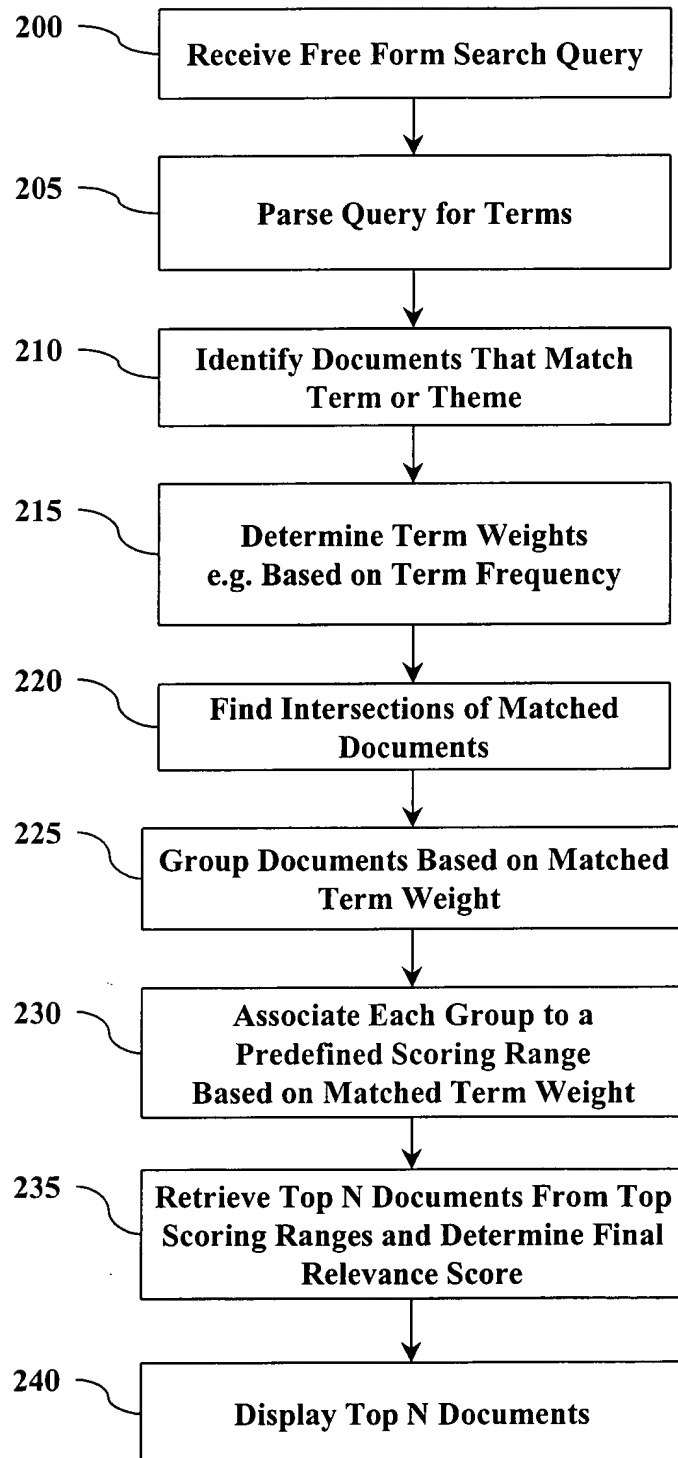 200
Receive Free Form Search Query
205
Parse Query for Terms
210
Identify Documents That Match
Term or Theme
215
Determine Term Weights
e.g. Based on Term Frequency
220
Find Intersections of Matched
Documents
225
Group Documents Based on Matched
Term Weight
230
Associate Each Group to a
Predefined Scoring Range
Based on Matched Term Weight
235
Retrieve Top N Documents From Top
Scoring Ranges and Determine Final
Relevance Score
240
Display Top N Documents